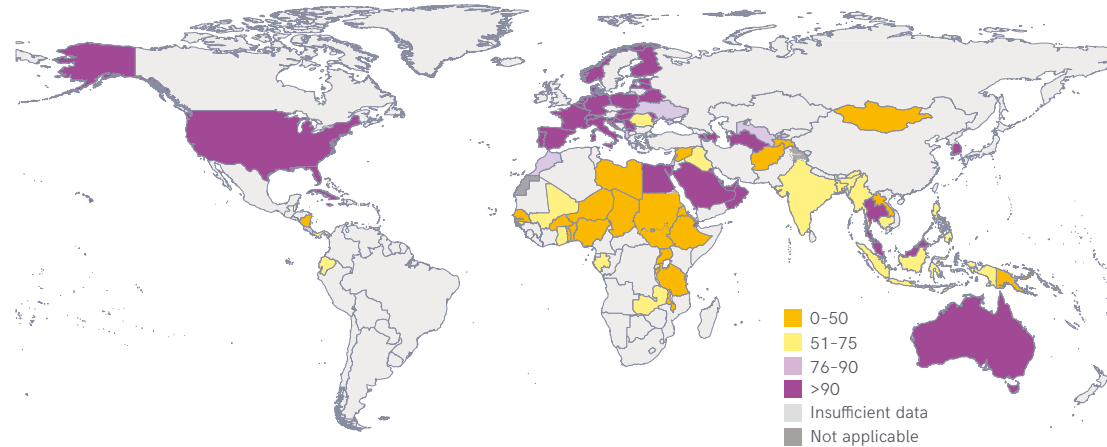 0–50
51–75
76–90
>90
Insufficient data
Not applicable